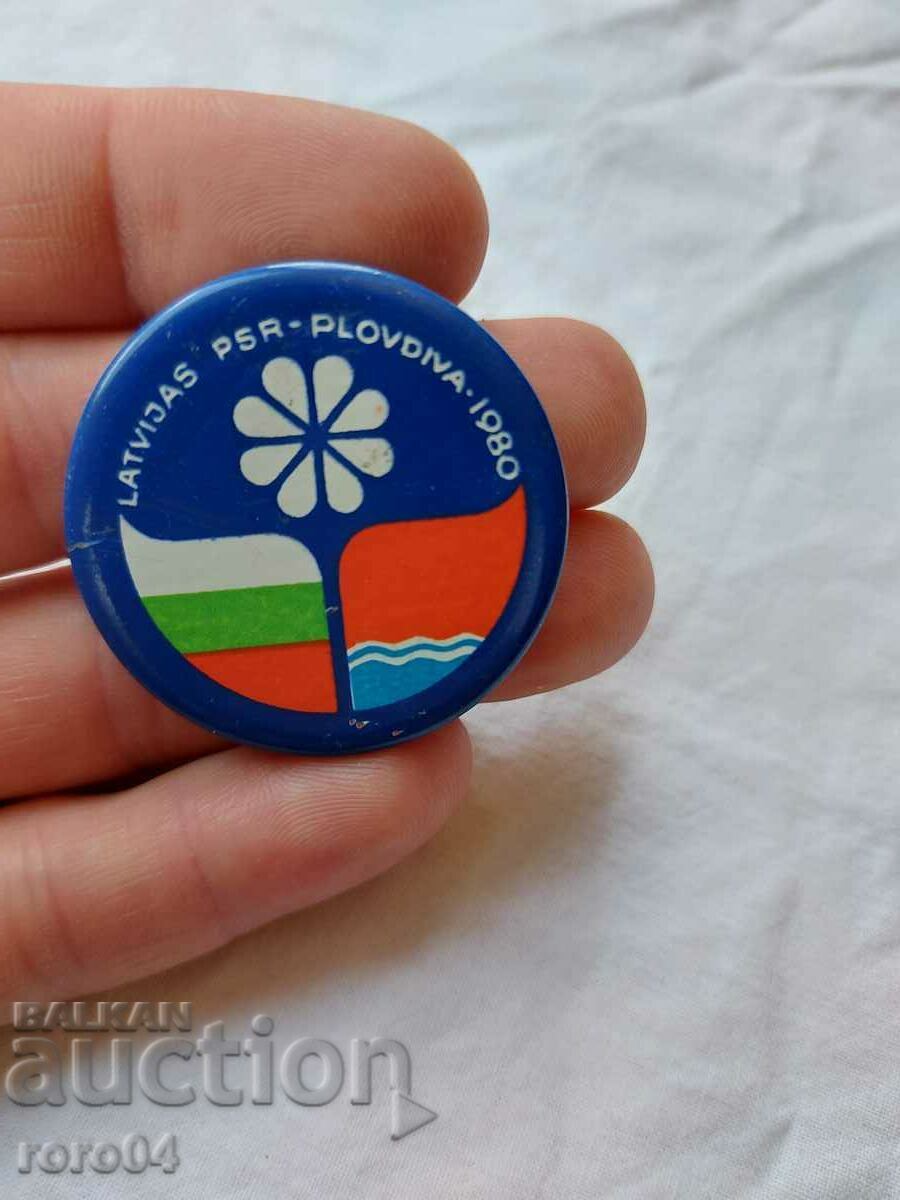 LATVIJAS PSR-PLOVDIVA·1980
BALKAN
auction
roro04